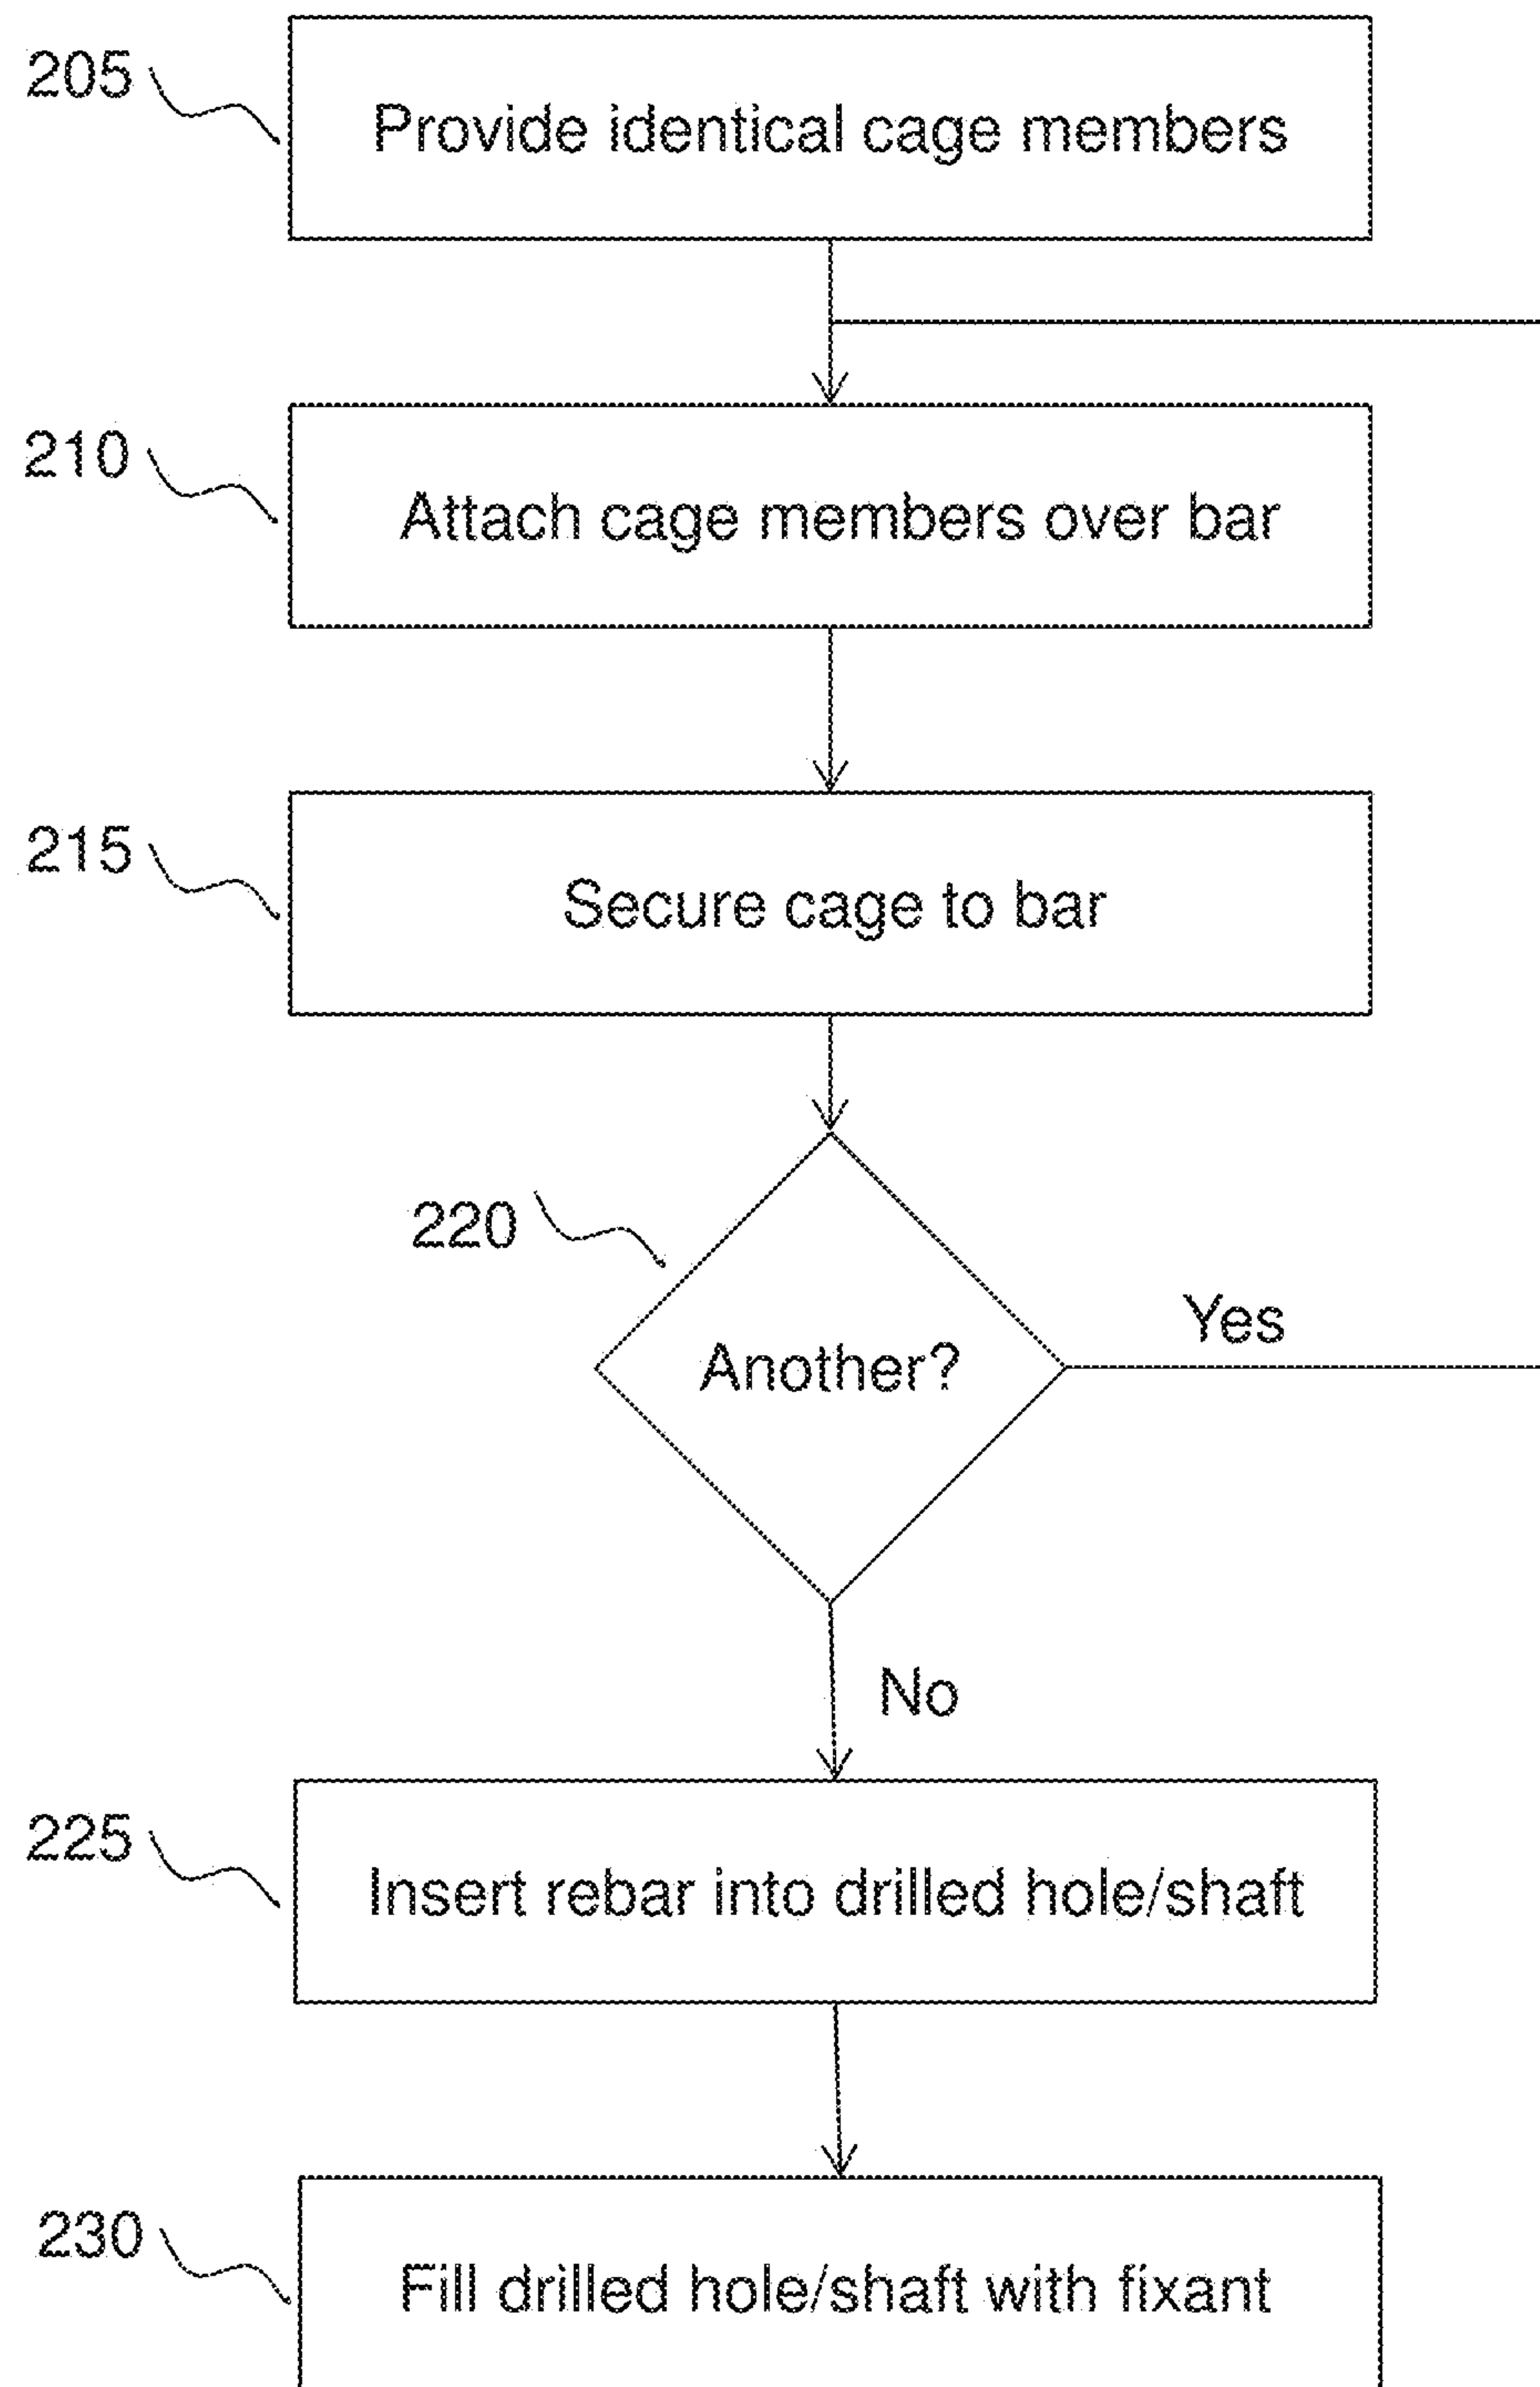 205
Provide identical cage members
210
Attach cage members over bar
215
Secure cage to bar
220
Another?
Yes
No
225
Insert rebar into drilled hole/shaft
230
Fill drilled hole/shaft with fixant